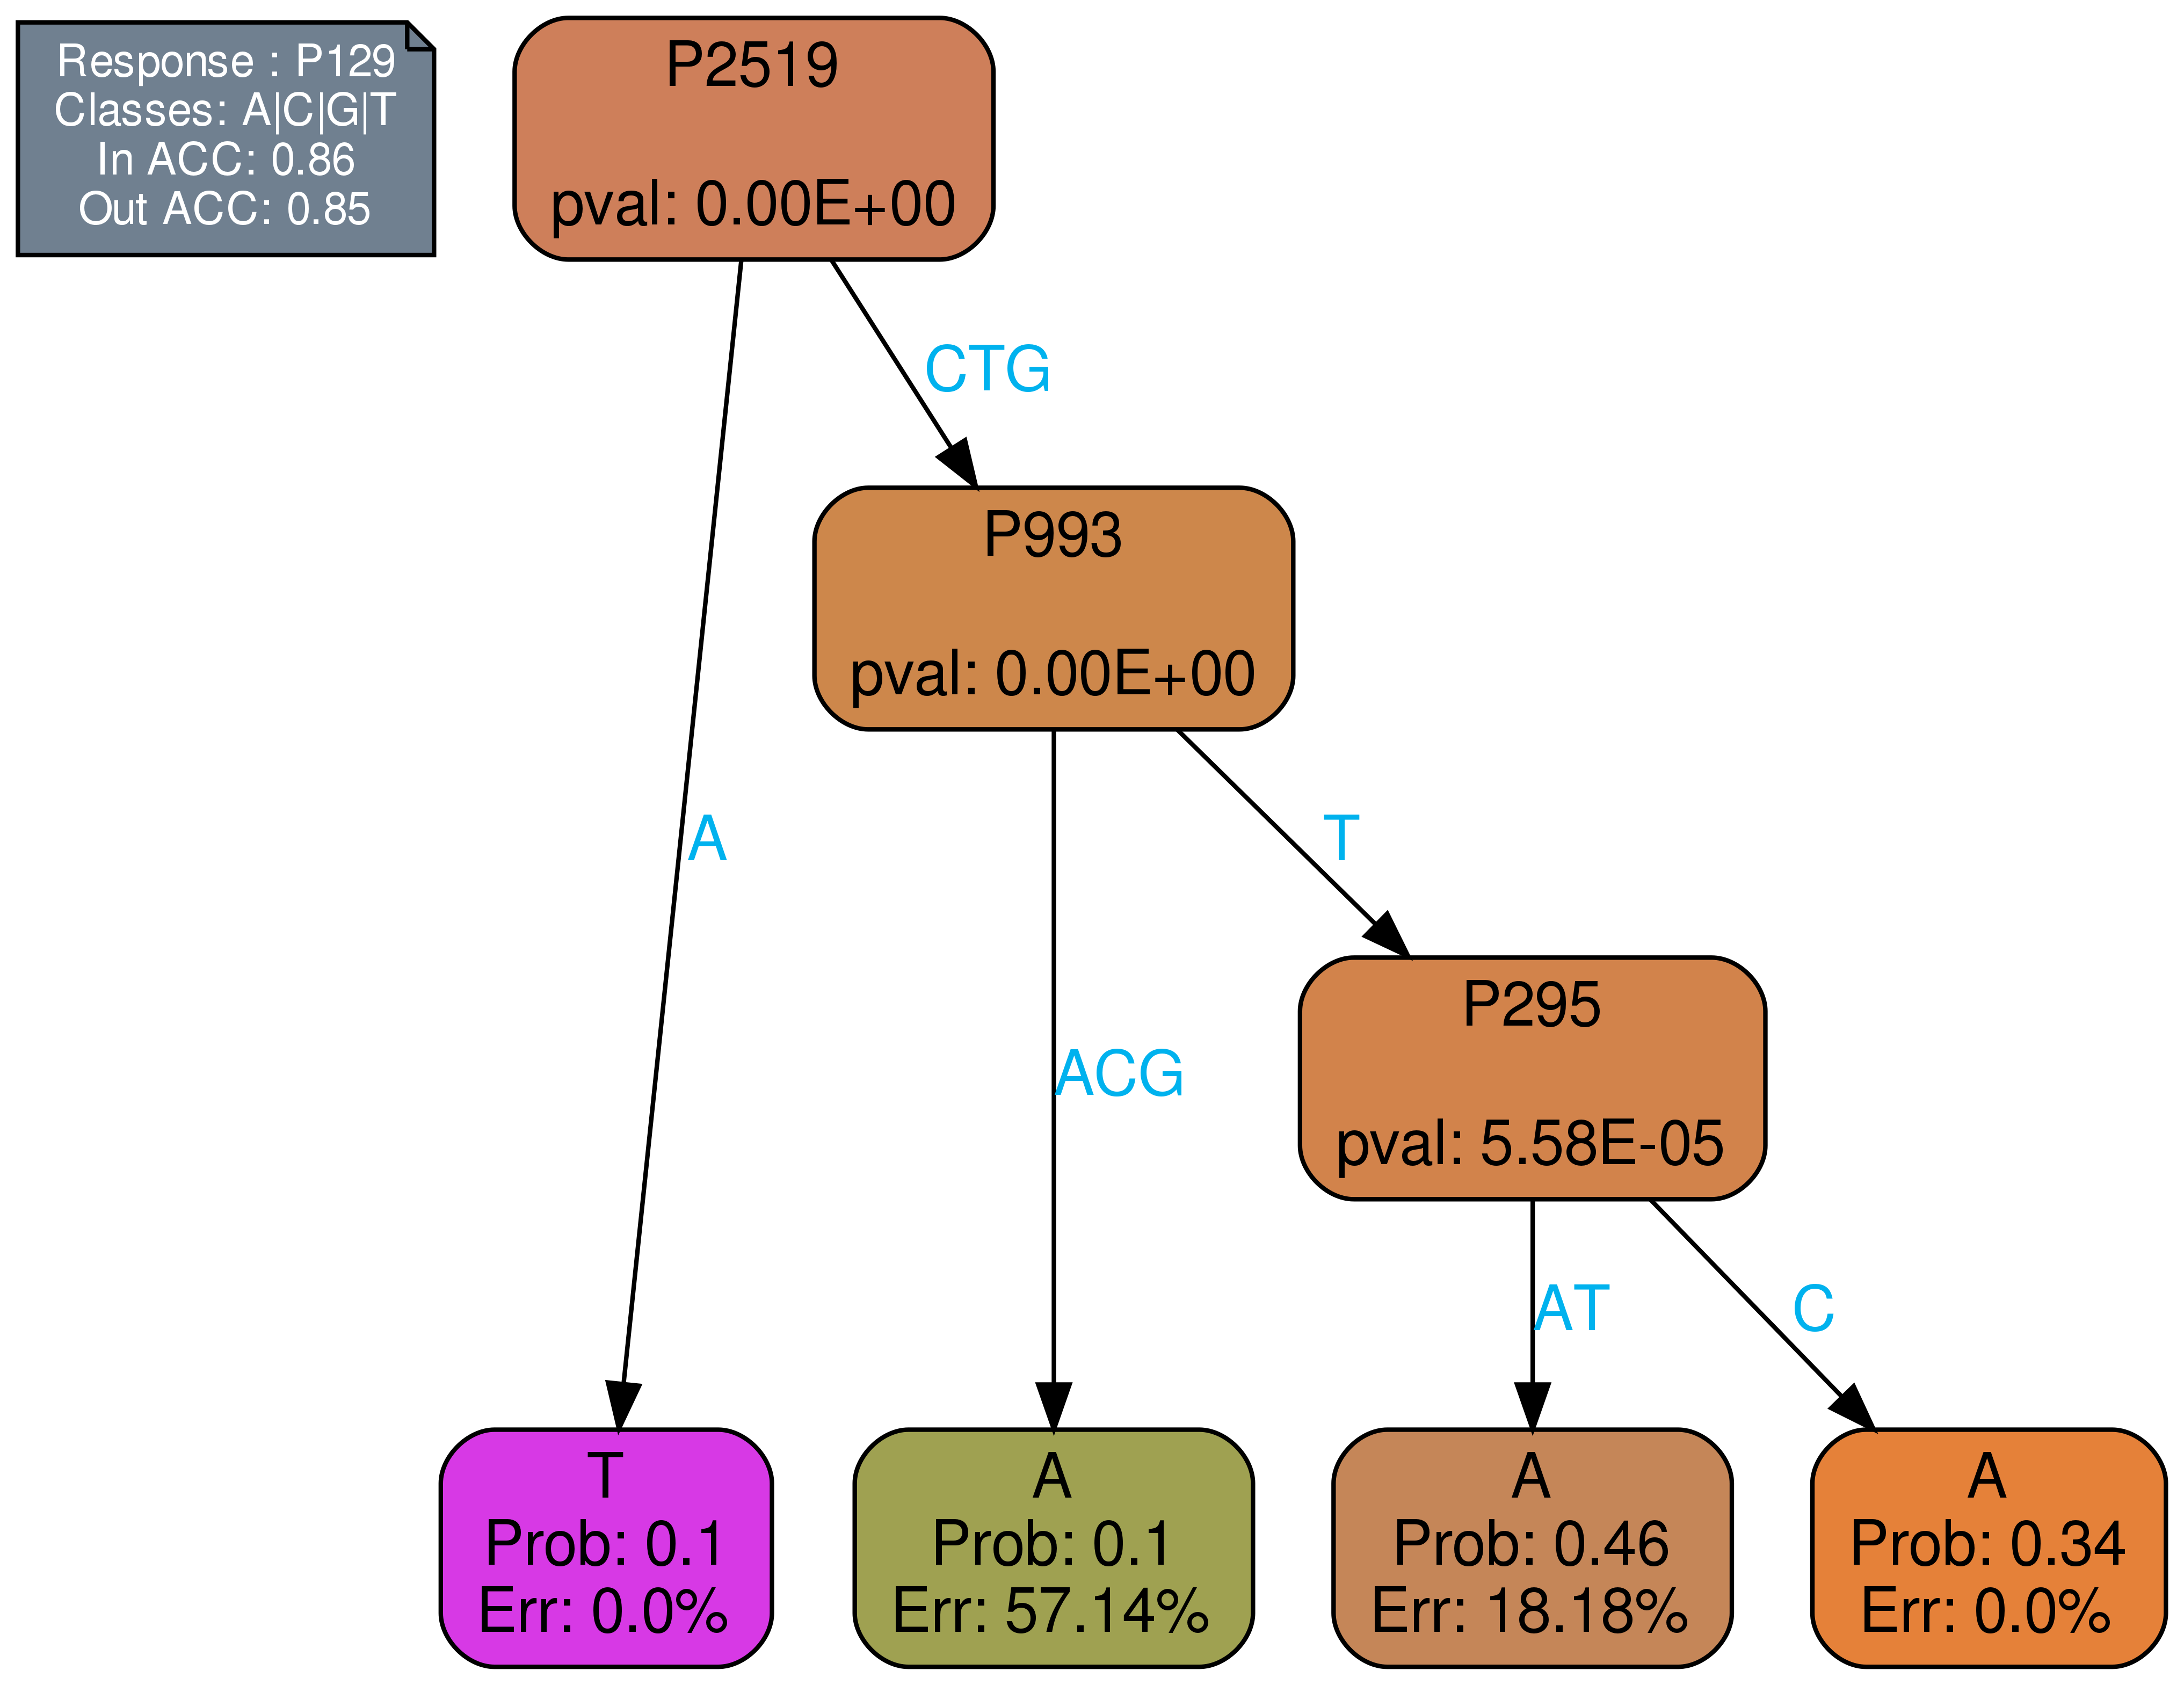 Response : P129
Classes: A|C|G|T
In ACC: 0.86
Out ACC: 0.85
P2519
pval: 0.00E+00
CTG
P993
pval: 0.00E+00
A
T
P295
pval: 5.58E-05
ACG
AT
C
T
Prob: 0.1
Err: 0.0%
A
Prob: 0.1
Err: 57.14%
A
Prob: 0.46
Err: 18.18%
A
Prob: 0.34
Err: 0.0%